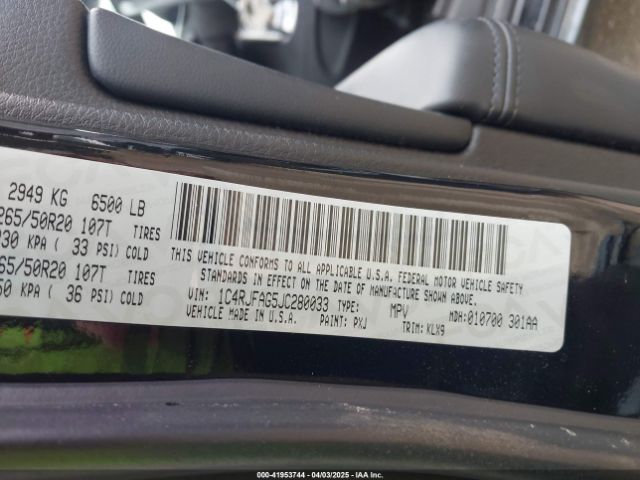 2949 KG 6500 LB
265/50R20 107T TIRES
230 KPA ( 33 PSI) COLD
265/50R20 107T TIRES
250 KPA ( 36 PSI) COLD
THIS VEHICLE CONFORMS TO ALL APPLICABLE U.S.A. FEDERAL MOTOR VEHICLE SAFETY
STANDARDS IN EFFECT ON THE DATE OF MANUFACTURE SHOWN ABOVE.
VIN: 1C4RJFAG5JC280033 TYPE: MPV MDH:010700 301AA
VEHICLE MADE IN U.S.A. PAINT: PXJ TRIM: KLX9
000-41953744 | 04/03/2025 | IAA Inc.